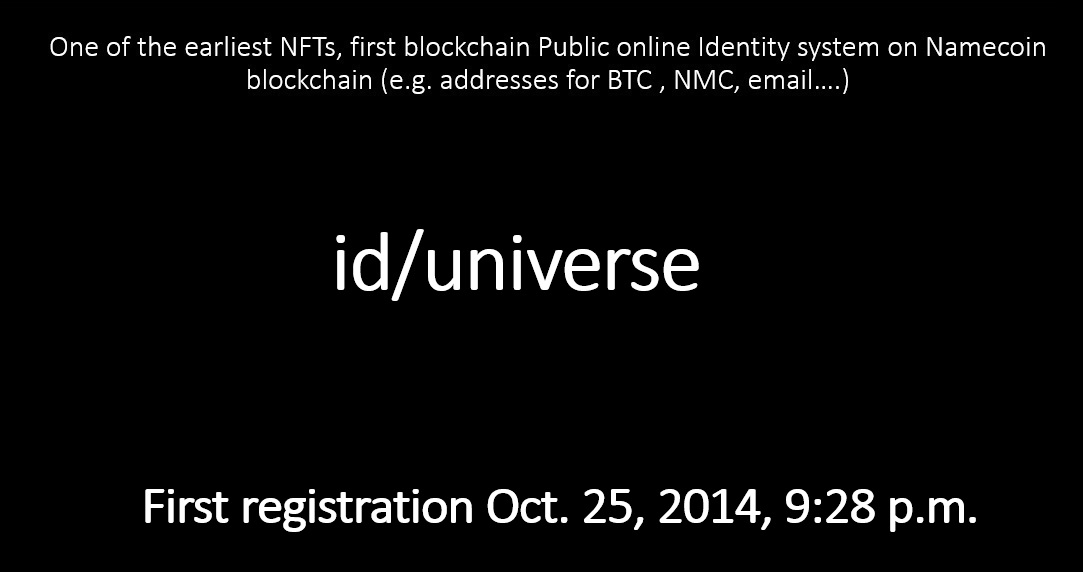 One of the earliest NFTs, first blockchain Public online Identity system on Namecoin
blockchain (e.g. addresses for BTC , NMC, email....)
id/universe
First registration Oct. 25, 2014, 9:28 p.m.